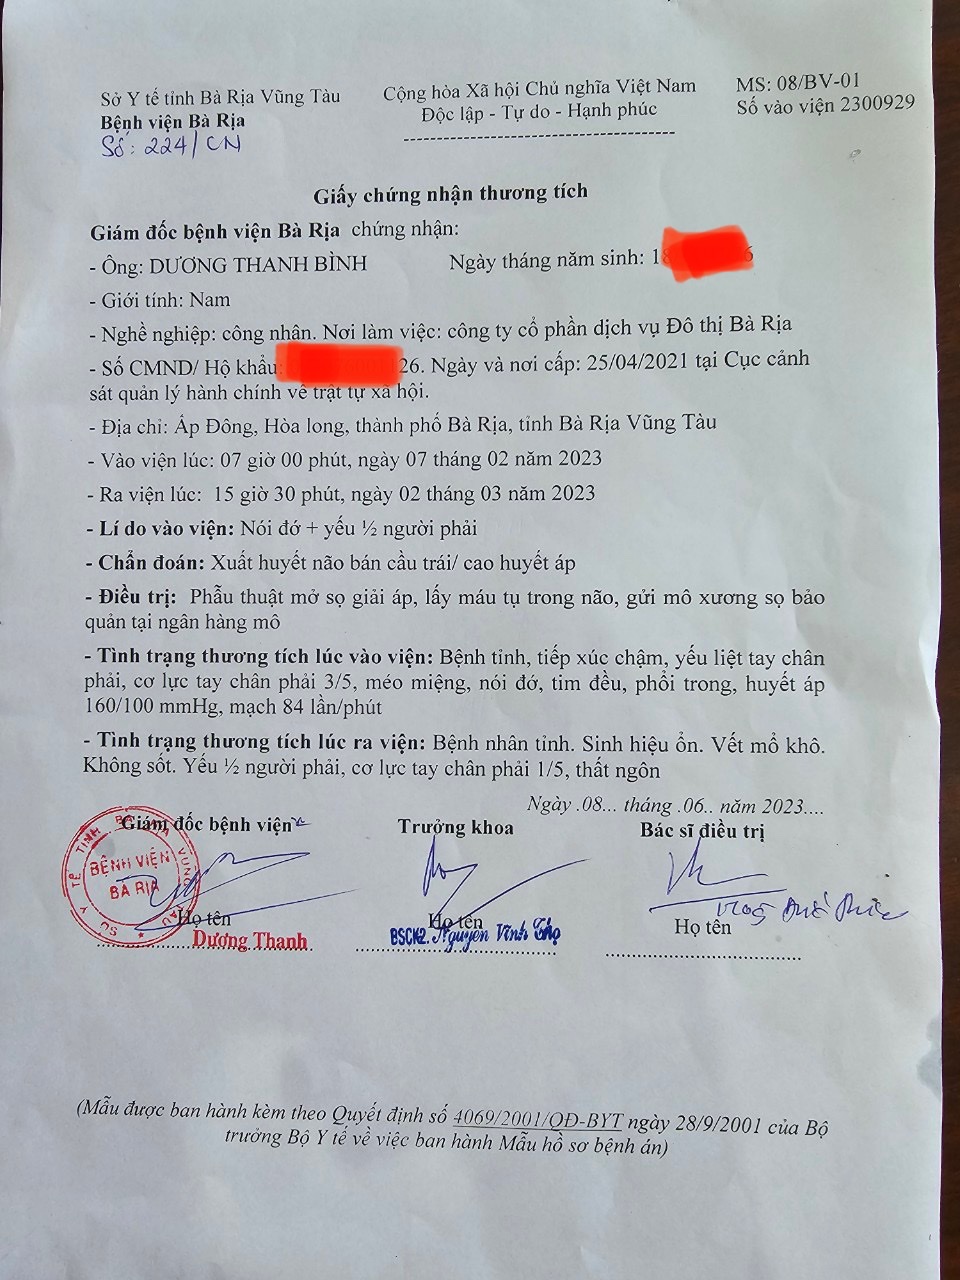 Sở Y tế tỉnh Bà Rịa Vũng Tàu
Bệnh viện Bà Rịa
Số: 224/CN
Cộng hòa Xã hội Chủ nghĩa Việt Nam
Độc lập - Tự do - Hạnh phúc
MS: 08/BV-01
Số vào viện 2300929
Giấy chứng nhận thương tích
Giám đốc bệnh viện Bà Rịa chứng nhận:
- Ông: DƯƠNG THANH BÌNH Ngày tháng năm sinh: 18 6
- Giới tính: Nam
- Nghề nghiệp: công nhân. Nơi làm việc: công ty cổ phần dịch vụ Đô thị Bà Rịa
- Số CMND/ Hộ khẩu: 26. Ngày và nơi cấp: 25/04/2021 tại Cục cảnh
sát quản lý hành chính về trật tự xã hội.
- Địa chỉ: Ấp Đông, Hòa long, thành phố Bà Rịa, tỉnh Bà Rịa Vũng Tàu
- Vào viện lúc: 07 giờ 00 phút, ngày 07 tháng 02 năm 2023
- Ra viện lúc: 15 giờ 30 phút, ngày 02 tháng 03 năm 2023
- Lí do vào viện: Nói đớ + yếu ½ người phải
- Chẩn đoán: Xuất huyết não bán cầu trái/ cao huyết áp
- Điều trị: Phẫu thuật mở sọ giải áp, lấy máu tụ trong não, gửi mô xương sọ bảo
quản tại ngân hàng mô
- Tình trạng thương tích lúc vào viện: Bệnh tỉnh, tiếp xúc chậm, yếu liệt tay chân
phải, cơ lực tay chân phải 3/5, méo miệng, nói đớ, tim đều, phổi trong, huyết áp
160/100 mmHg, mạch 84 lần/phút
- Tình trạng thương tích lúc ra viện: Bệnh nhân tỉnh. Sinh hiệu ổn. Vết mổ khô.
Không sốt. Yếu ½ người phải, cơ lực tay chân phải 1/5, thất ngôn
Ngày .08... tháng .06.. năm 2023....
Giám đốc bệnh viện
Trưởng khoa
Bác sĩ điều trị
BỆNH VIỆN
BÀ RỊA
Họ tên
Dương Thanh
Họ tên
BSCK2. Nguyễn Vĩnh Thọ
Họ tên
(Mẫu được ban hành kèm theo Quyết định số 4069/2001/QĐ-BYT ngày 28/9/2001 của Bộ
trưởng Bộ Y tế về việc ban hành Mẫu hồ sơ bệnh án)